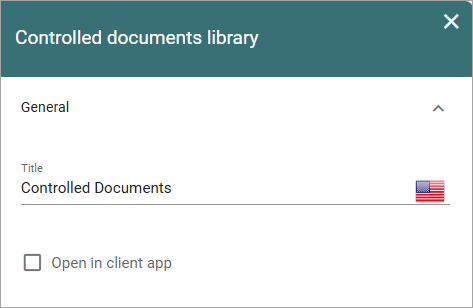 Controlled documents library
General
Title
Controlled Documents
Open in client app